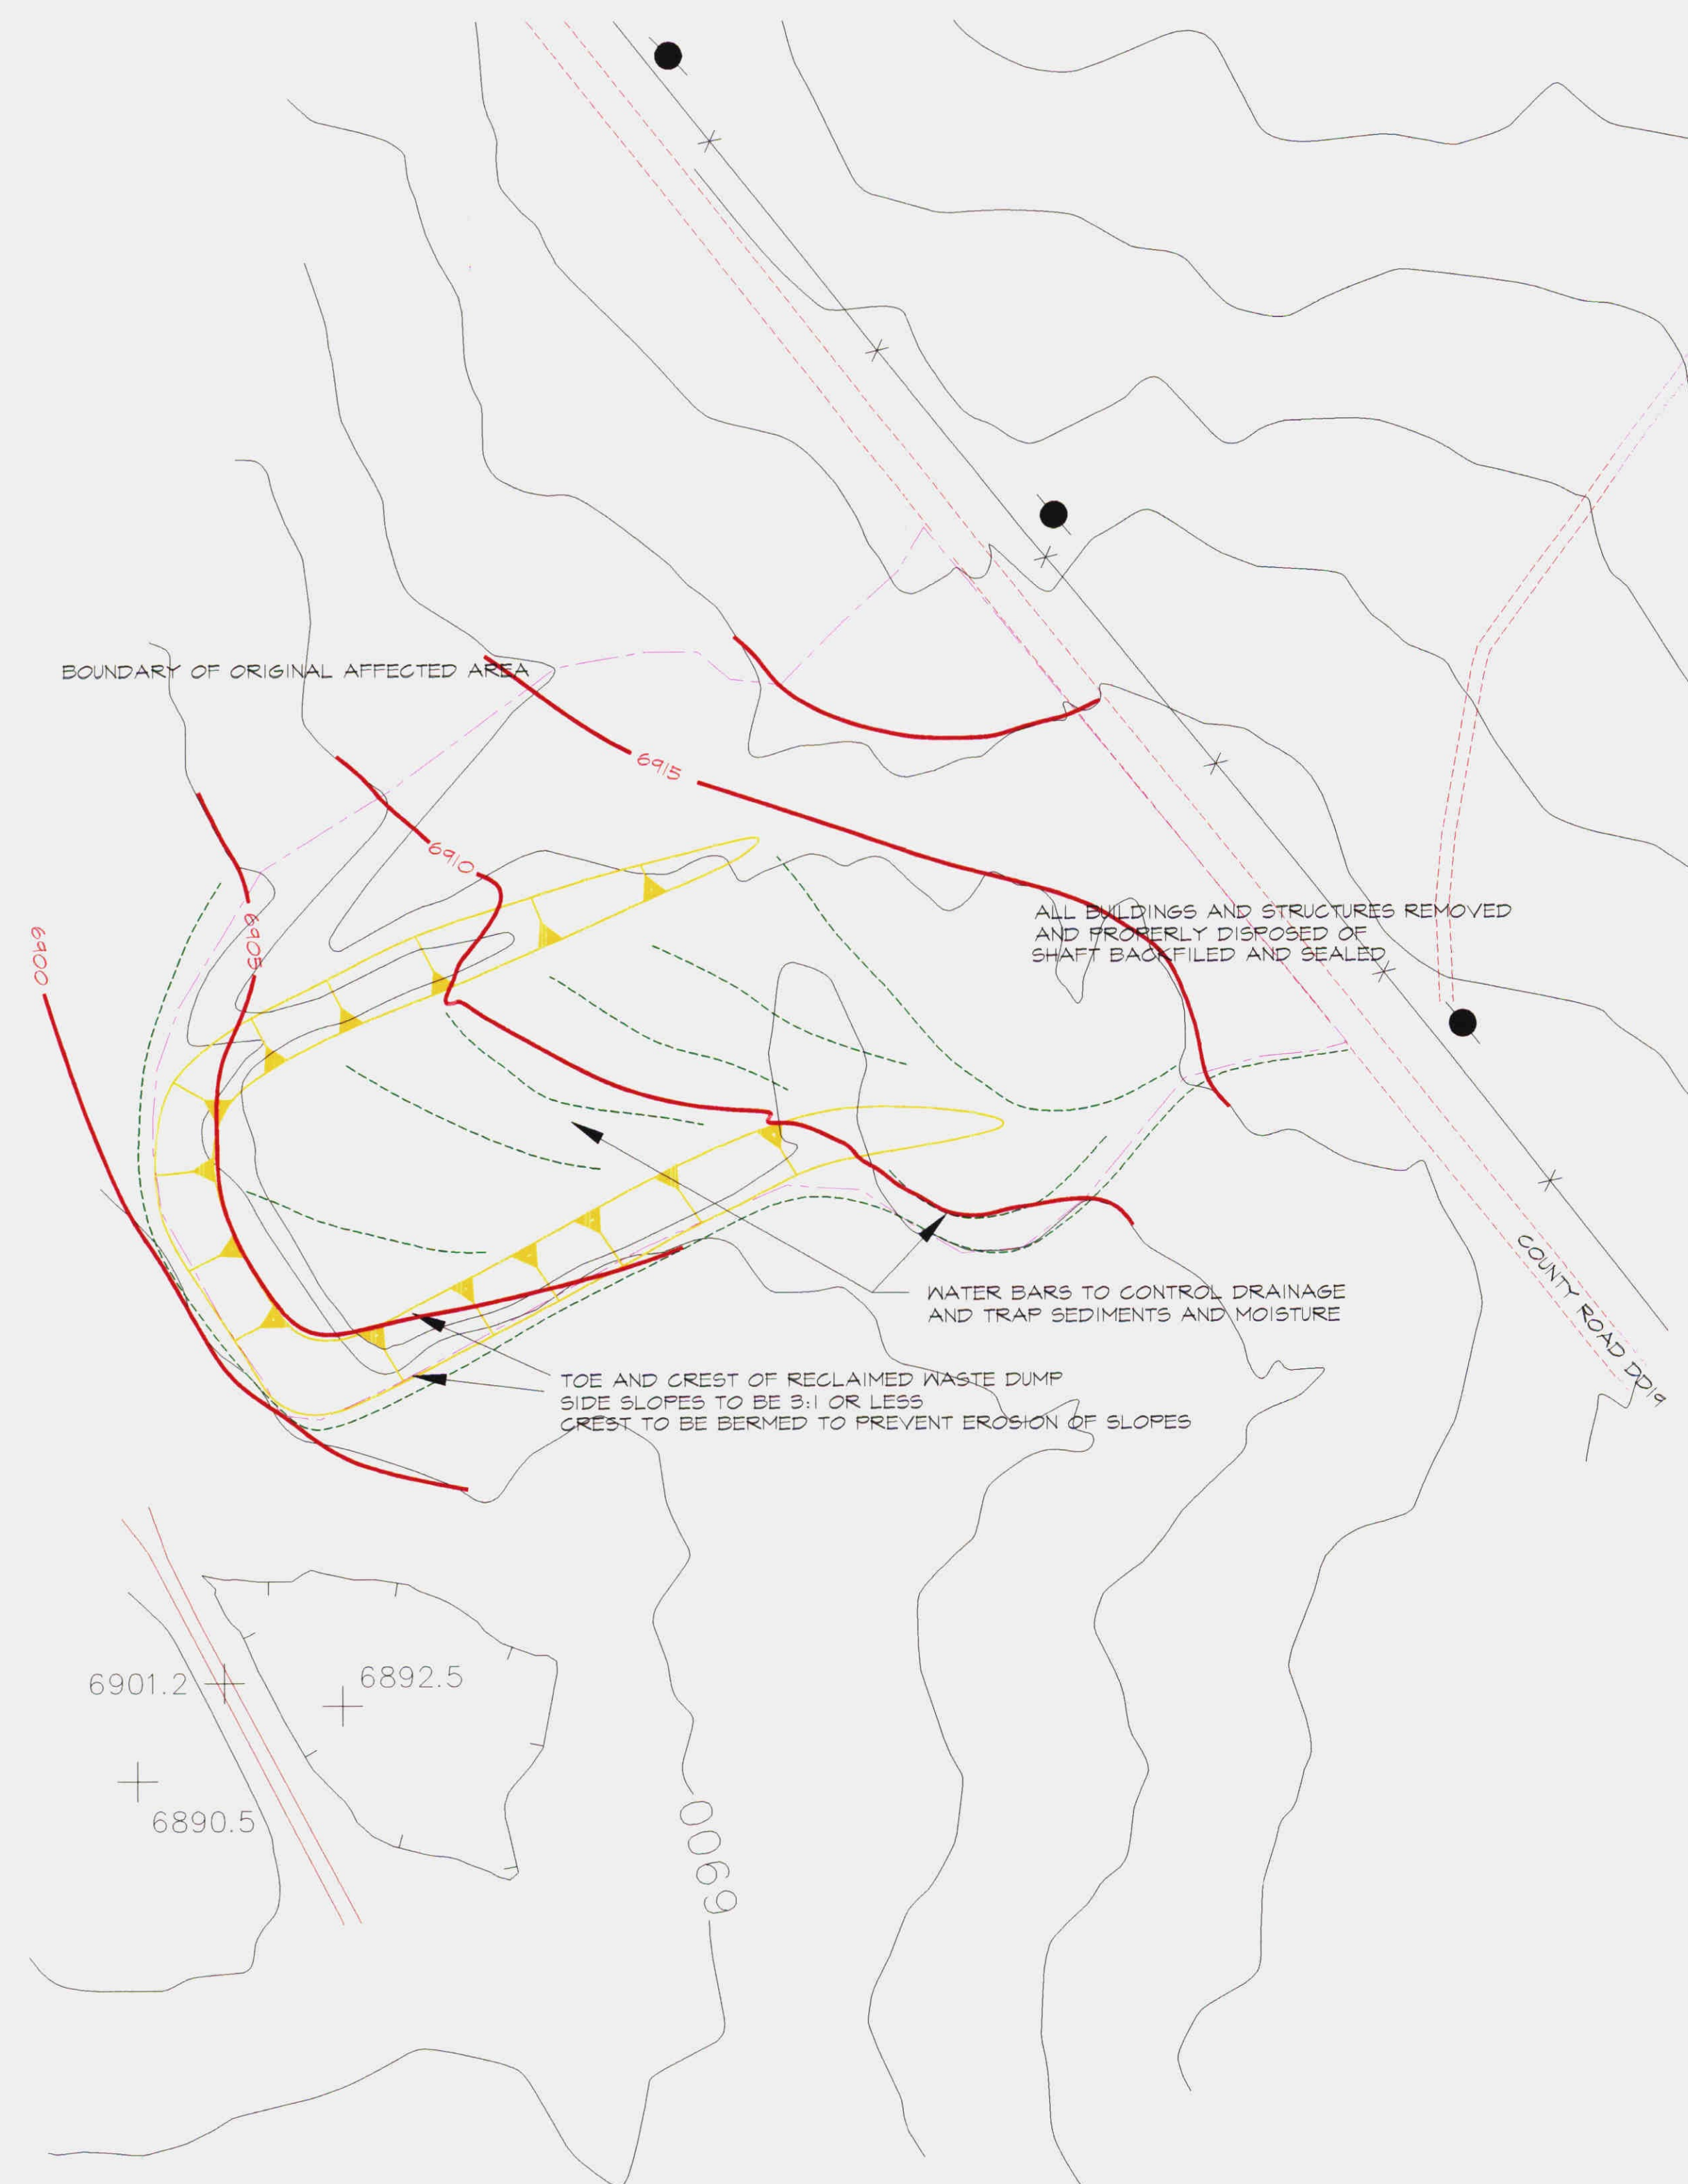 BOUNDARY OF ORIGINAL AFFECTED AREA
6915
6910
6905
6900
ALL BUILDINGS AND STRUCTURES REMOVED
AND PROPERLY DISPOSED OF
SHAFT BACKFILED AND SEALED
COUNTY ROAD DD19
WATER BARS TO CONTROL DRAINAGE
AND TRAP SEDIMENTS AND MOISTURE
TOE AND CREST OF RECLAIMED WASTE DUMP
SIDE SLOPES TO BE 3:1 OR LESS
CREST TO BE BERMED TO PREVENT EROSION OF SLOPES
6901.2
6892.5
6890.5
6900